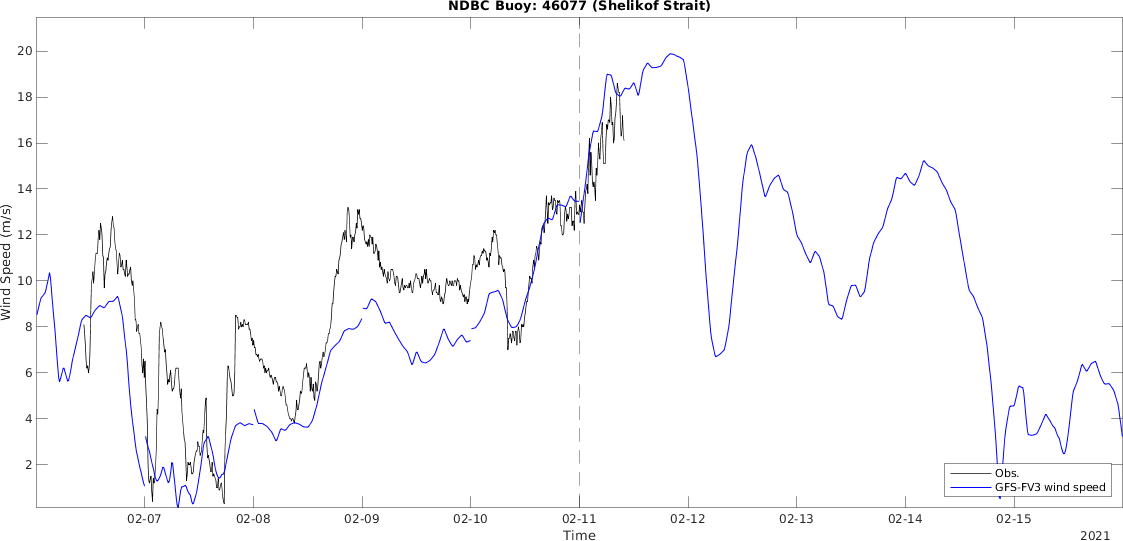 NDBC Buoy: 46077 (Shelikof Strait)
20
18
16
14
12
10
8
6
4
2
Wind Speed (m/s)
Obs.
GFS-FV3 wind speed
02-07 02-08 02-09 02-10 02-11 02-12 02-13 02-14 02-15
Time
2021